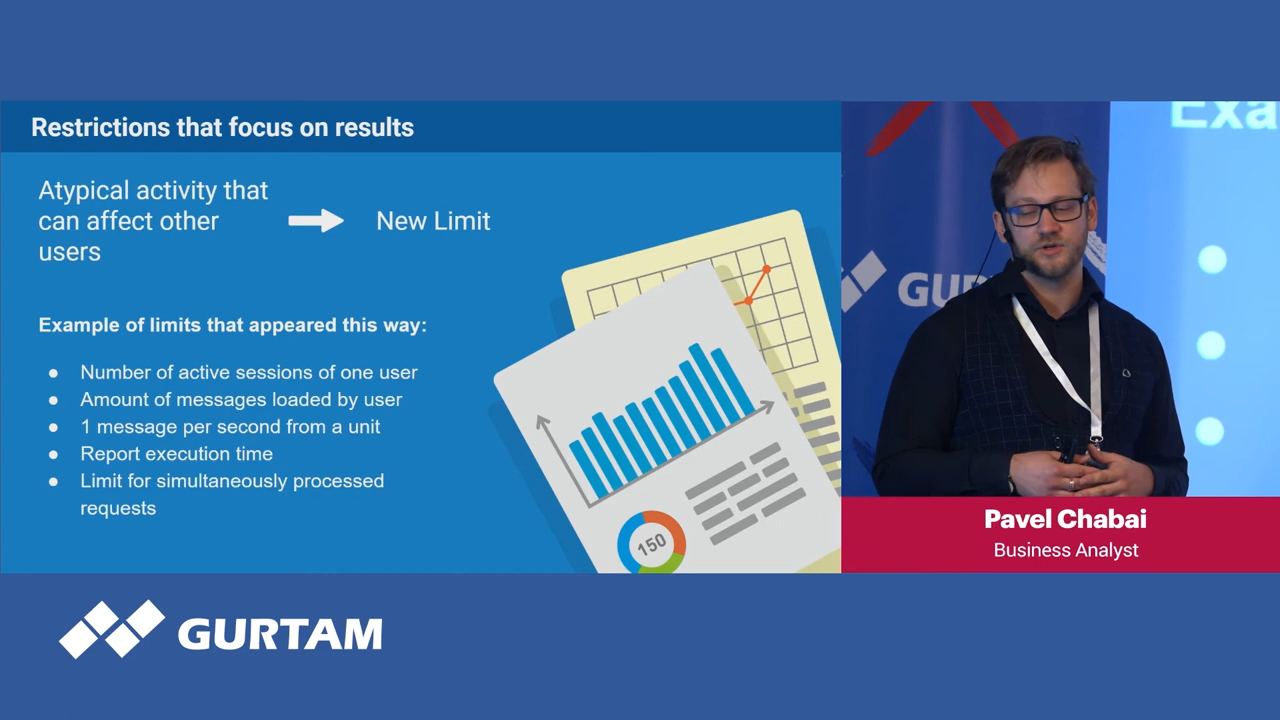 Restrictions that focus on results
Atypical activity that
can affect other
users
New Limit
Example of limits that appeared this way:
● Number of active sessions of one user
● Amount of messages loaded by user
● 1 message per second from a unit
● Report execution time
● Limit for simultaneously processed
requests
150
Exa
GUR
Pavel Chabai
Business Analyst
GURTAM